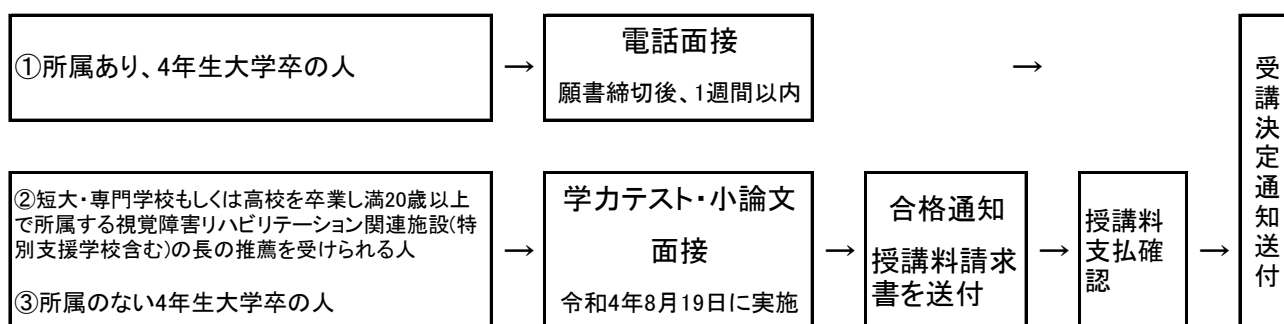 ①所属あり、4年生大学卒の人
→
電話面接
願書締切後、1週間以内
→
②短大・専門学校もしくは高校を卒業し満20歳以上
で所属する視覚障害リハビリテーション関連施設(特
別支援学校含む)の長の推薦を受けられる人
③所属のない4年生大学卒の人
→
学力テスト・小論文
面接
令和4年8月19日に実施
→
合格通知
授講料請求
書を送付
→
授講料
支払確
認
→
受講決定通知送付